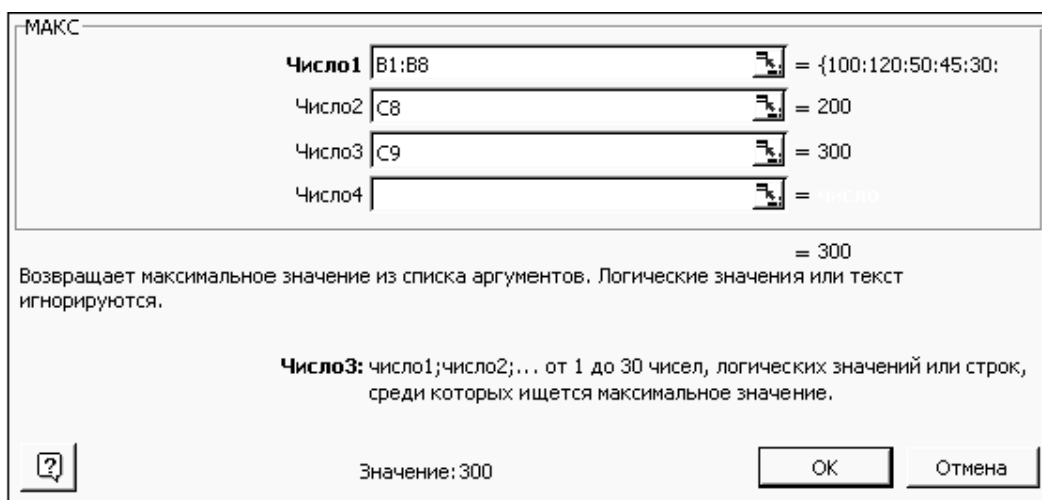 МАКС
Число1 B1:B8 = {100:120:50:45:30:
Число2 C8 = 200
Число3 C9 = 300
Число4 = число
= 300
Возвращает максимальное значение из списка аргументов. Логические значения или текст
игнорируются.
Число3: число1;число2;... от 1 до 30 чисел, логических значений или строк,
среди которых ищется максимальное значение.
Значение:300
OK
Отмена